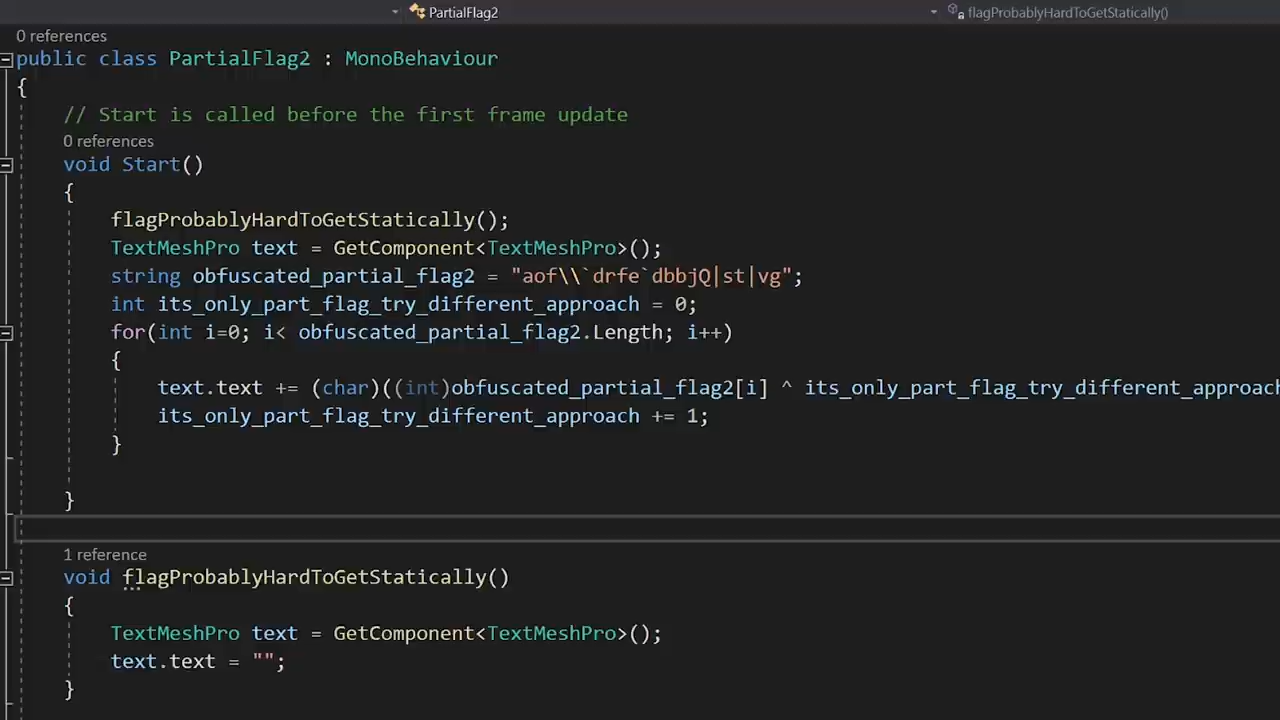 PartialFlag2 flagProbablyHardToGetStatically()
0 references
public class PartialFlag2 : MonoBehaviour
{
// Start is called before the first frame update
0 references
void Start()
{
flagProbablyHardToGetStatically();
TextMeshPro text = GetComponent<TextMeshPro>();
string obfuscated_partial_flag2 = "aof\\`drfe`dbbjQ|st|vg";
int its_only_part_flag_try_different_approach = 0;
for(int i=0; i< obfuscated_partial_flag2.Length; i++)
{
text.text += (char)((int)obfuscated_partial_flag2[i] ^ its_only_part_flag_try_different_approach
its_only_part_flag_try_different_approach += 1;
}
}
1 reference
void flagProbablyHardToGetStatically()
{
TextMeshPro text = GetComponent<TextMeshPro>();
text.text = "";
}